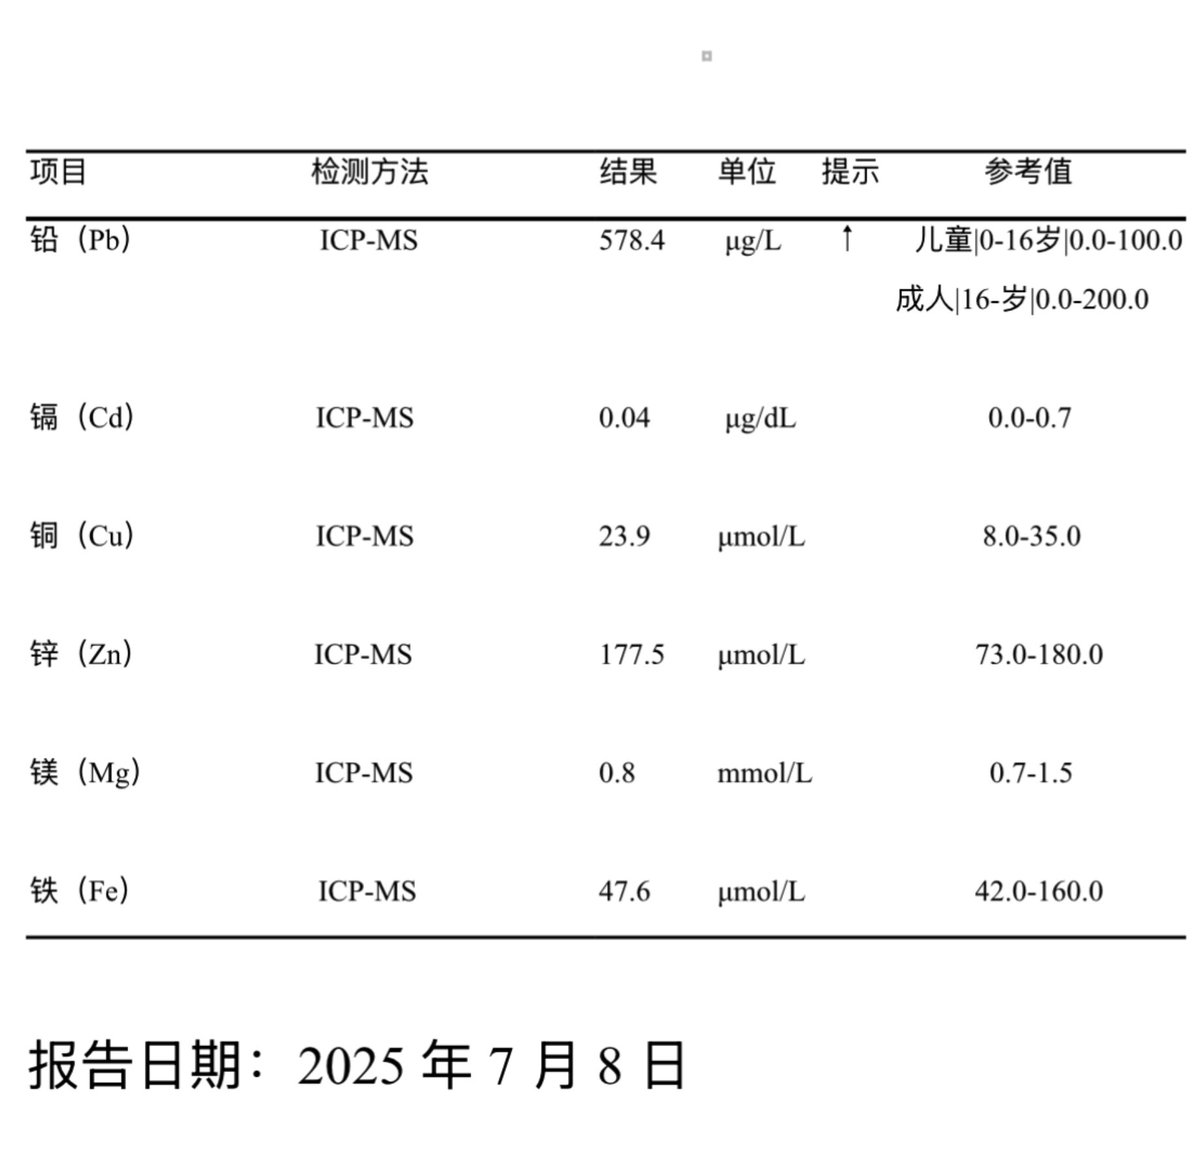 项目 检测方法 结果 单位 提示 参考值
铅（Pb） ICP-MS 578.4 μg/L ↑ 儿童|0-16岁|0.0-100.0
成人|16-岁|0.0-200.0
镉（Cd） ICP-MS 0.04 μg/dL 0.0-0.7
铜（Cu） ICP-MS 23.9 μmol/L 8.0-35.0
锌（Zn） ICP-MS 177.5 μmol/L 73.0-180.0
镁（Mg） ICP-MS 0.8 mmol/L 0.7-1.5
铁（Fe） ICP-MS 47.6 μmol/L 42.0-160.0
报告日期：2025 年 7 月 8 日